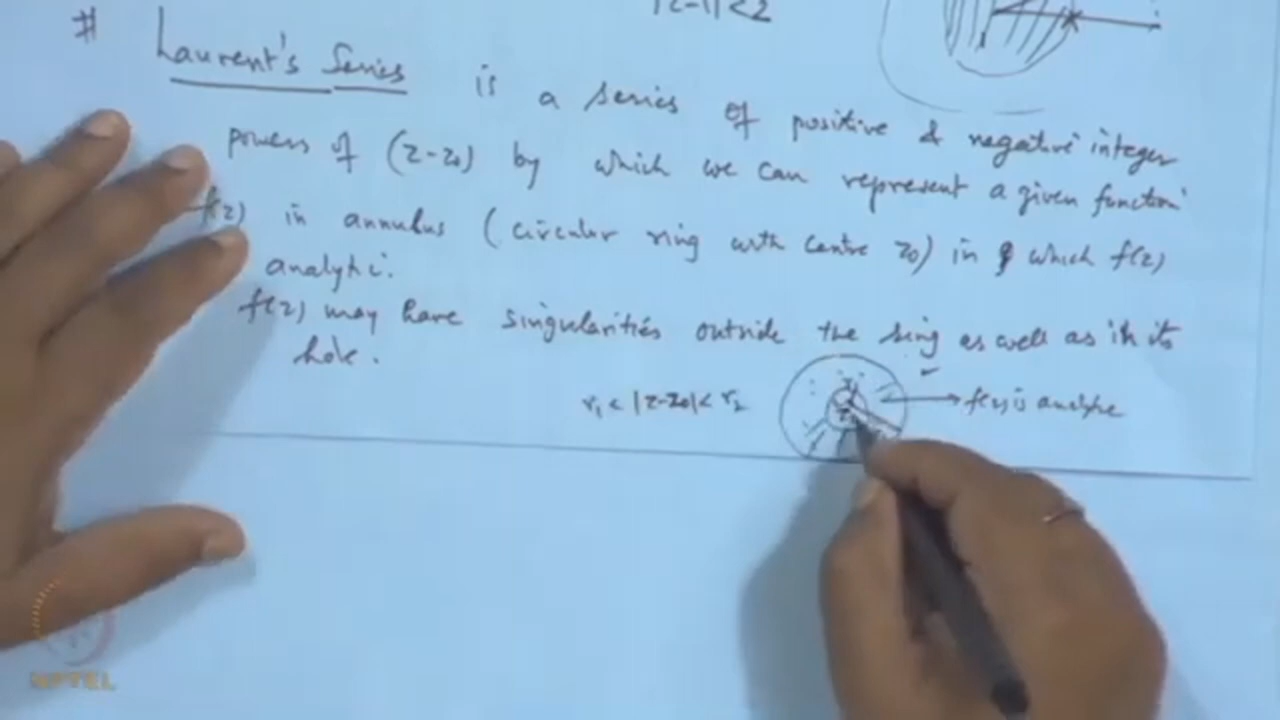 |z-1|<2
# Laurent's Series is a series of positive & negative integer
powers of (z-z0) by which we can represent a given function
f(z) in annulus (circular ring with centre z0) in which f(z)
analytic.
f(z) may have singularities outside the ring as well as in its
hole.
r1 < |z-z0| < r2
f(z) is analytic
NPTEL